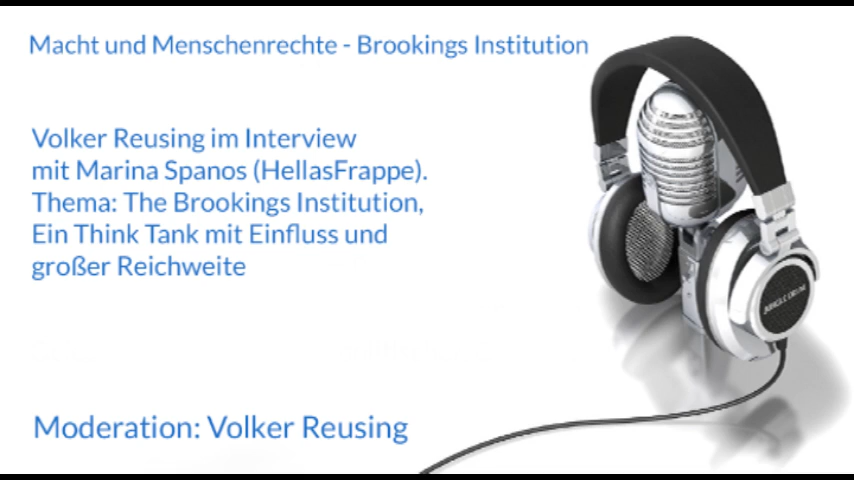 Macht und Menschenrechte - Brookings Institution
Volker Reusing im Interview
mit Marina Spanos (HellasFrappe).
Thema: The Brookings Institution,
Ein Think Tank mit Einfluss und
großer Reichweite
Moderation: Volker Reusing